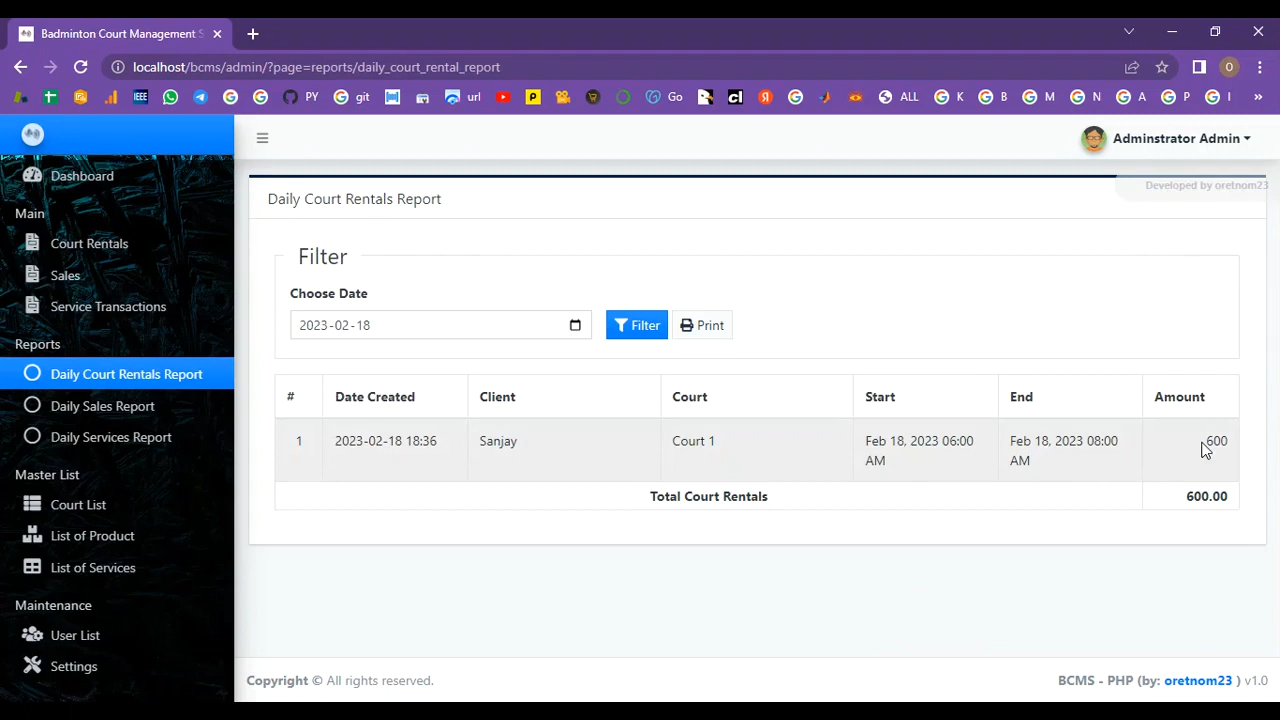 Badminton Court Management S
localhost/bcms/admin/?page=reports/daily_court_rental_report
IEEE PY git url Go ALL K B M N A P I
Adminstrator Admin
Developed by oretnom23
Dashboard
Main
Court Rentals
Sales
Service Transactions
Reports
Daily Court Rentals Report
Daily Sales Report
Daily Services Report
Master List
Court List
List of Product
List of Services
Maintenance
User List
Settings
Daily Court Rentals Report
Filter
Choose Date
2023-02-18 Filter Print
# Date Created Client Court Start End Amount
1 2023-02-18 18:36 Sanjay Court 1 Feb 18, 2023 06:00 Feb 18, 2023 08:00 600
AM AM
Total Court Rentals 600.00
Copyright © All rights reserved. BCMS - PHP (by: oretnom23 ) v1.0